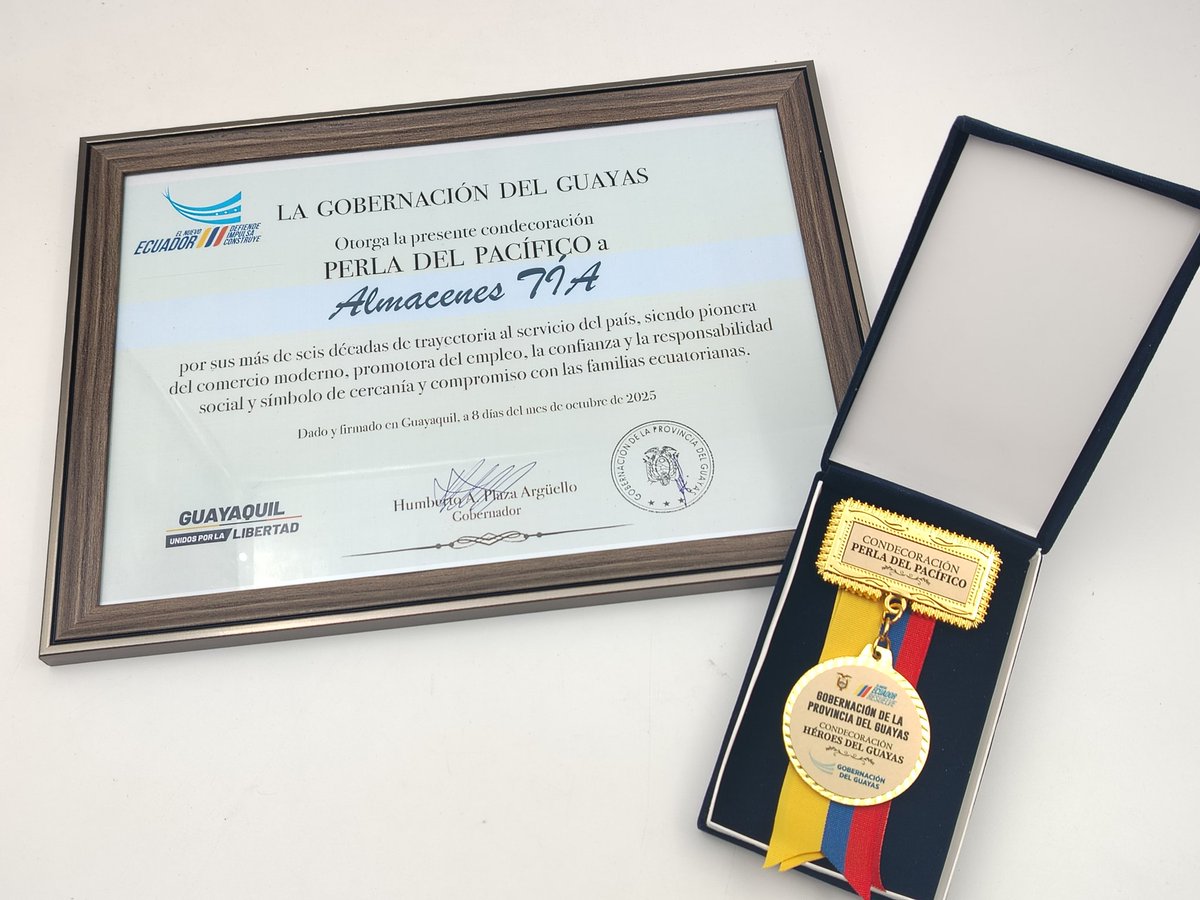 LA GOBERNACIÓN DEL GUAYAS
EL NUEVO
ECUADOR
DEFIENDE
IMPULSA
CONSTRUYE
Otorga la presente condecoración
PERLA DEL PACÍFICO a
Almacenes TÍA
por sus más de seis décadas de trayectoria al servicio del país, siendo pionera
del comercio moderno, promotora del empleo, la confianza y la responsabilidad
social y símbolo de cercanía y compromiso con las familias ecuatorianas.
Dado y firmado en Guayaquil, a 8 días del mes de octubre de 2025
Humberto A. Plaza Argüello
Gobernador
GOBERNACIÓN DE LA PROVINCIA DEL GUAYAS
GUAYAQUIL
UNIDOS POR LA LIBERTAD
CONDECORACIÓN
PERLA DEL PACÍFICO
ECUADOR
RESUELVE
GOBERNACIÓN DE LA
PROVINCIA DEL GUAYAS
CONDECORACIÓN
HÉROES DEL GUAYAS
GOBERNACIÓN
DEL GUAYAS